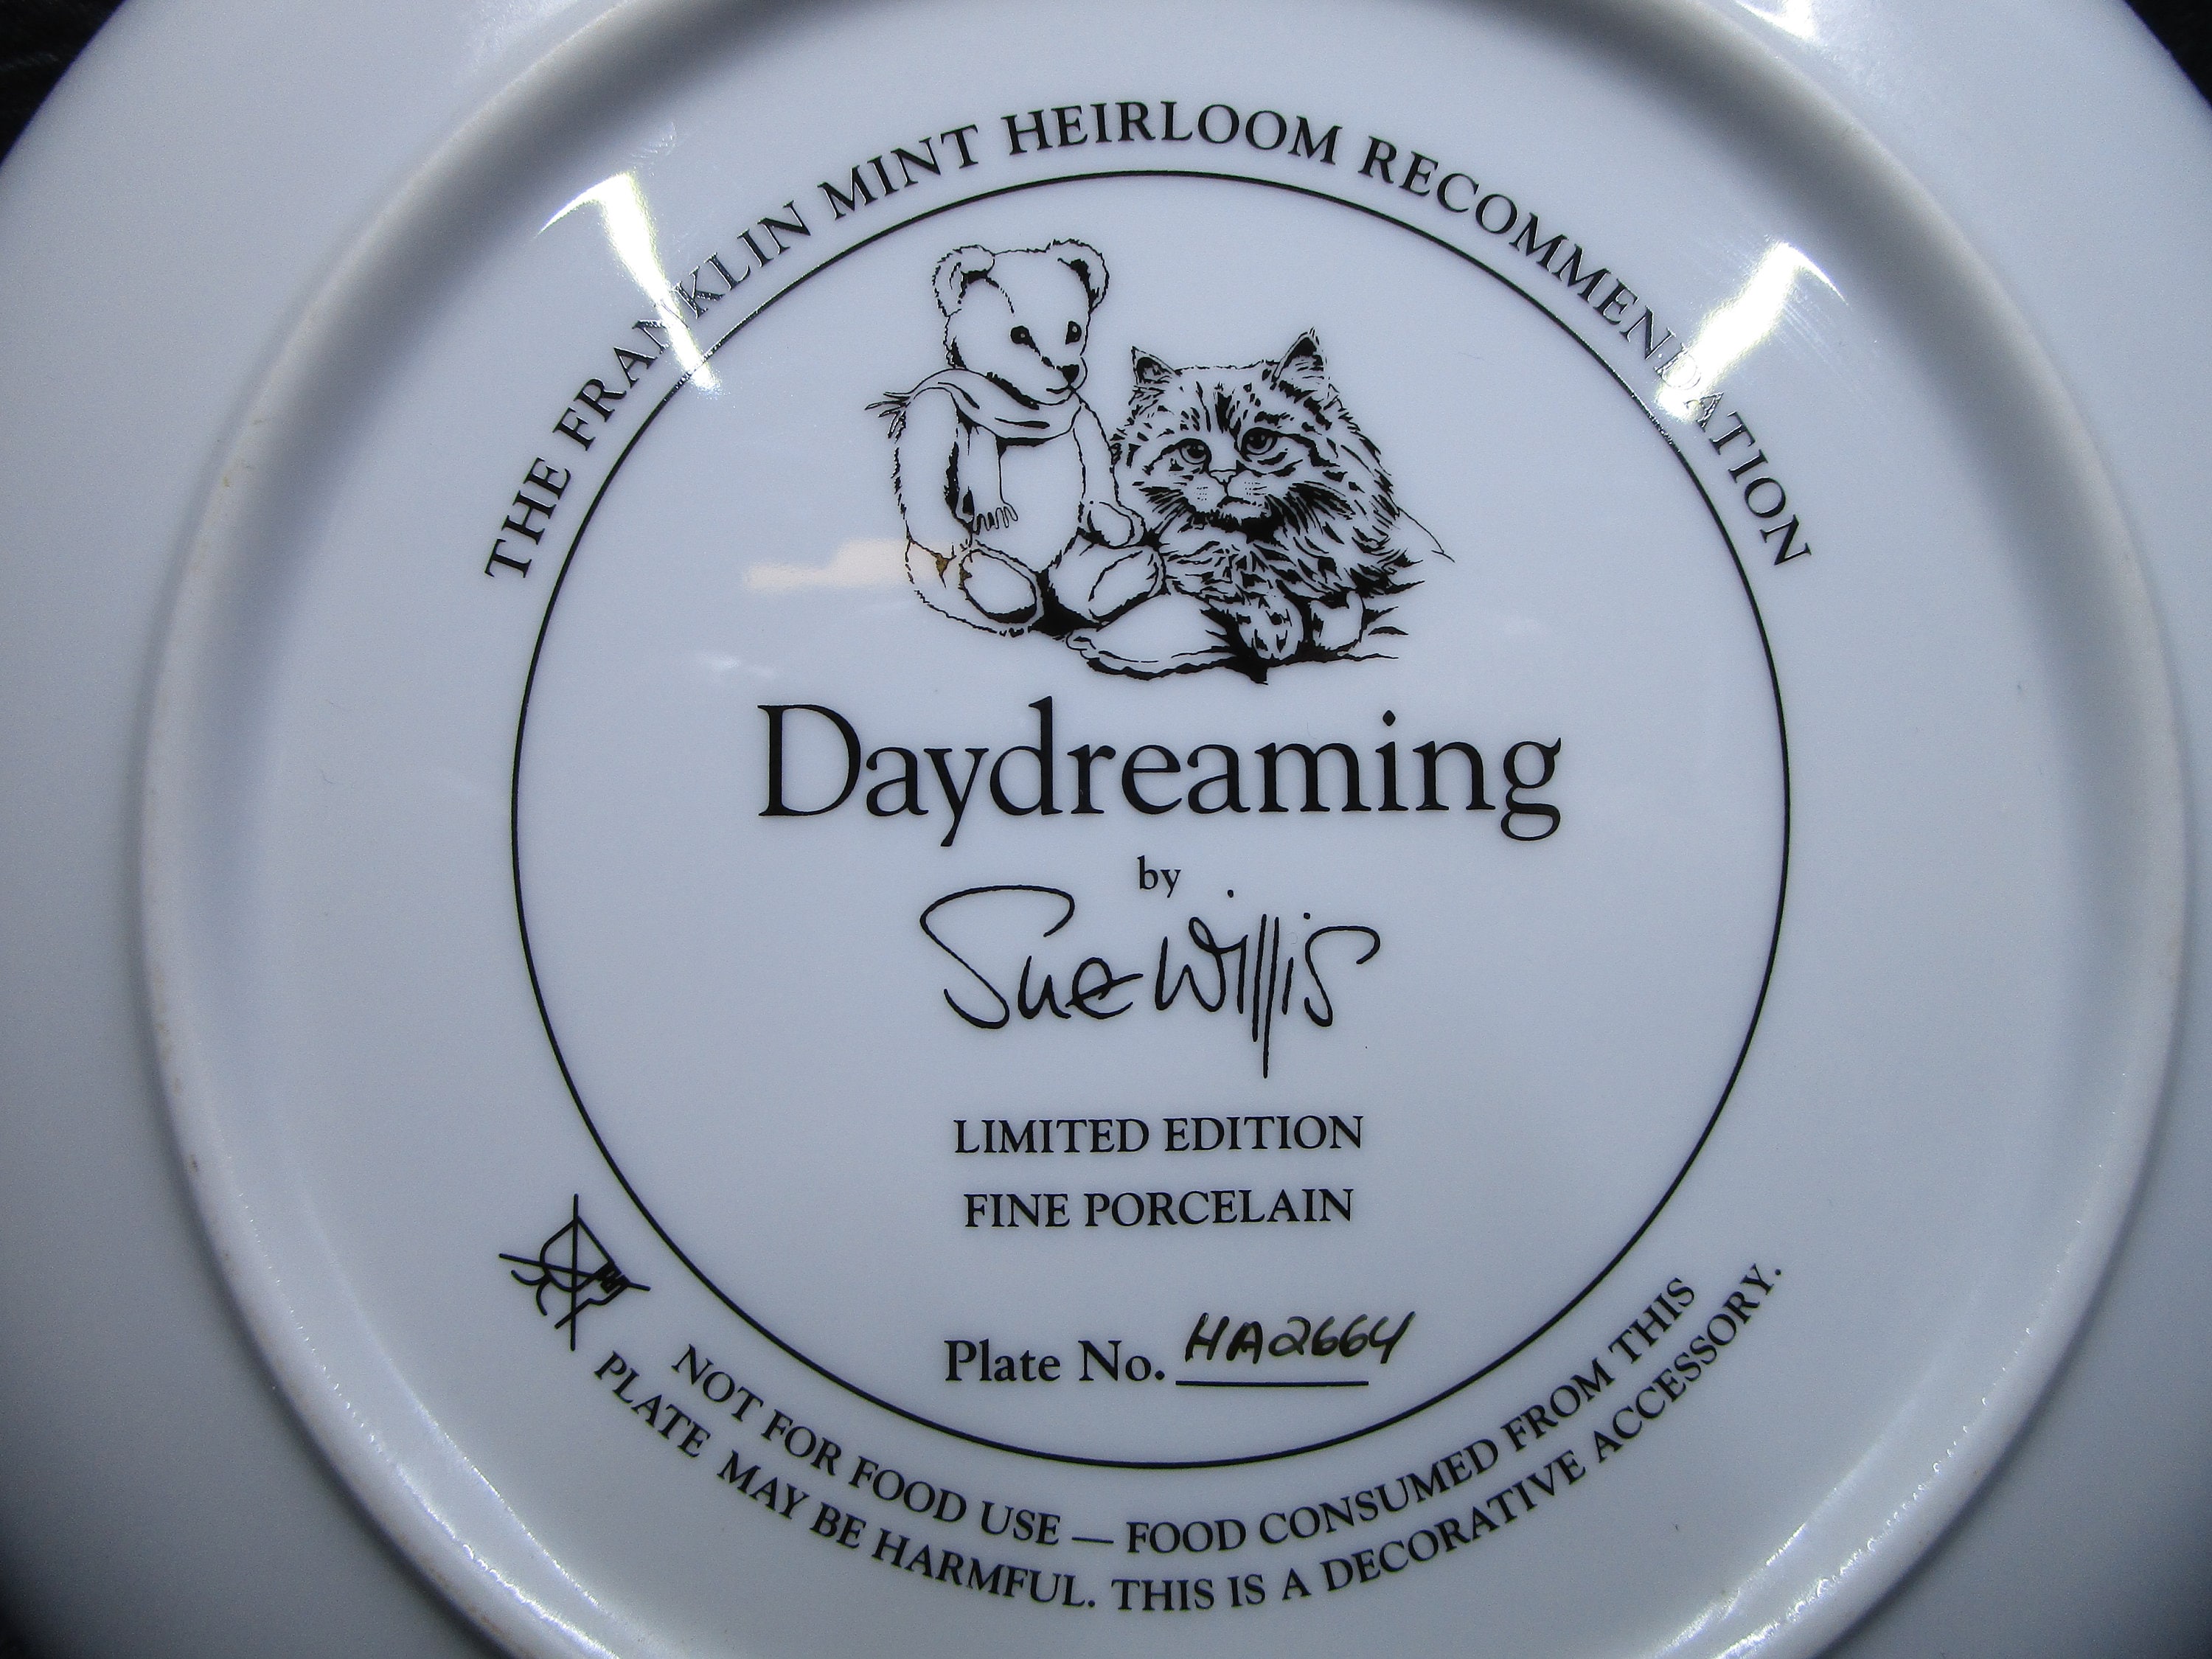 THE FRANKLIN MINT HEIRLOOM RECOMMENDATION
Daydreaming
by
Sue Willis
LIMITED EDITION
FINE PORCELAIN
Plate No. HA2664
NOT FOR FOOD USE — FOOD CONSUMED FROM THIS
PLATE MAY BE HARMFUL. THIS IS A DECORATIVE ACCESSORY.